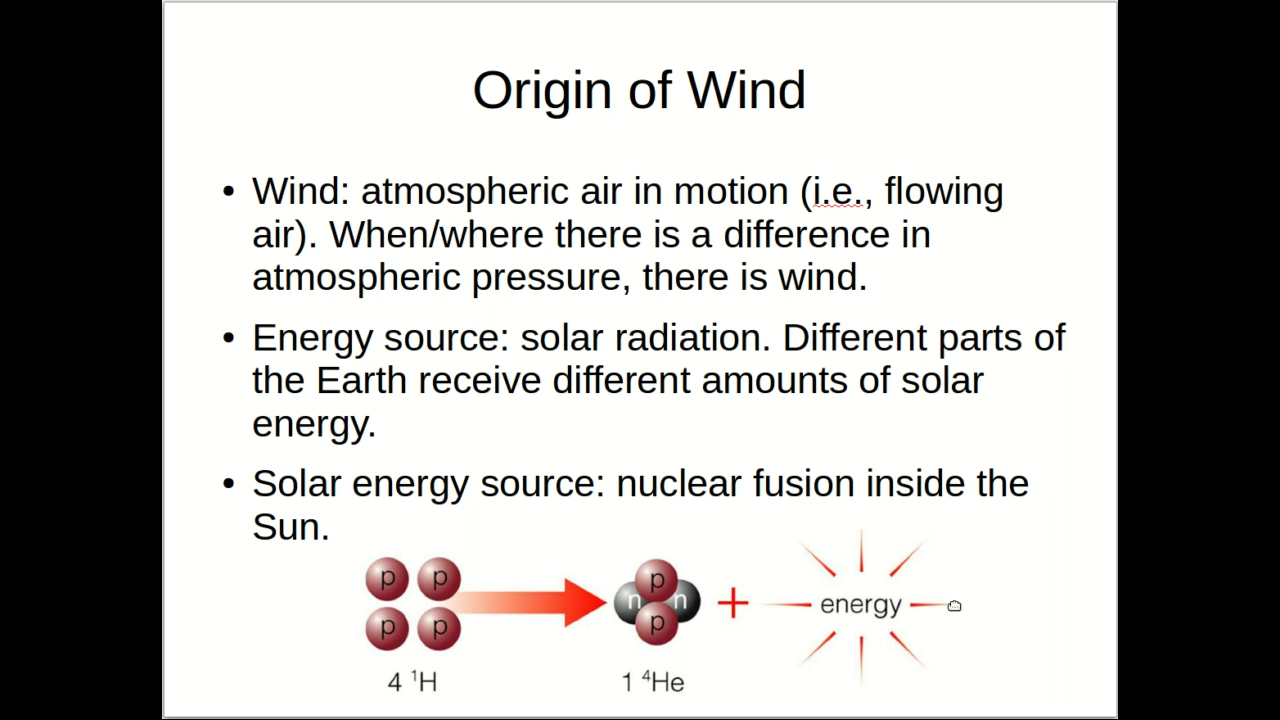 Origin of Wind
• Wind: atmospheric air in motion (i.e., flowing
air). When/where there is a difference in
atmospheric pressure, there is wind.
• Energy source: solar radiation. Different parts of
the Earth receive different amounts of solar
energy.
• Solar energy source: nuclear fusion inside the
Sun.
p p
p p
p
n n
p
+
energy
4 ¹H
1 ⁴He